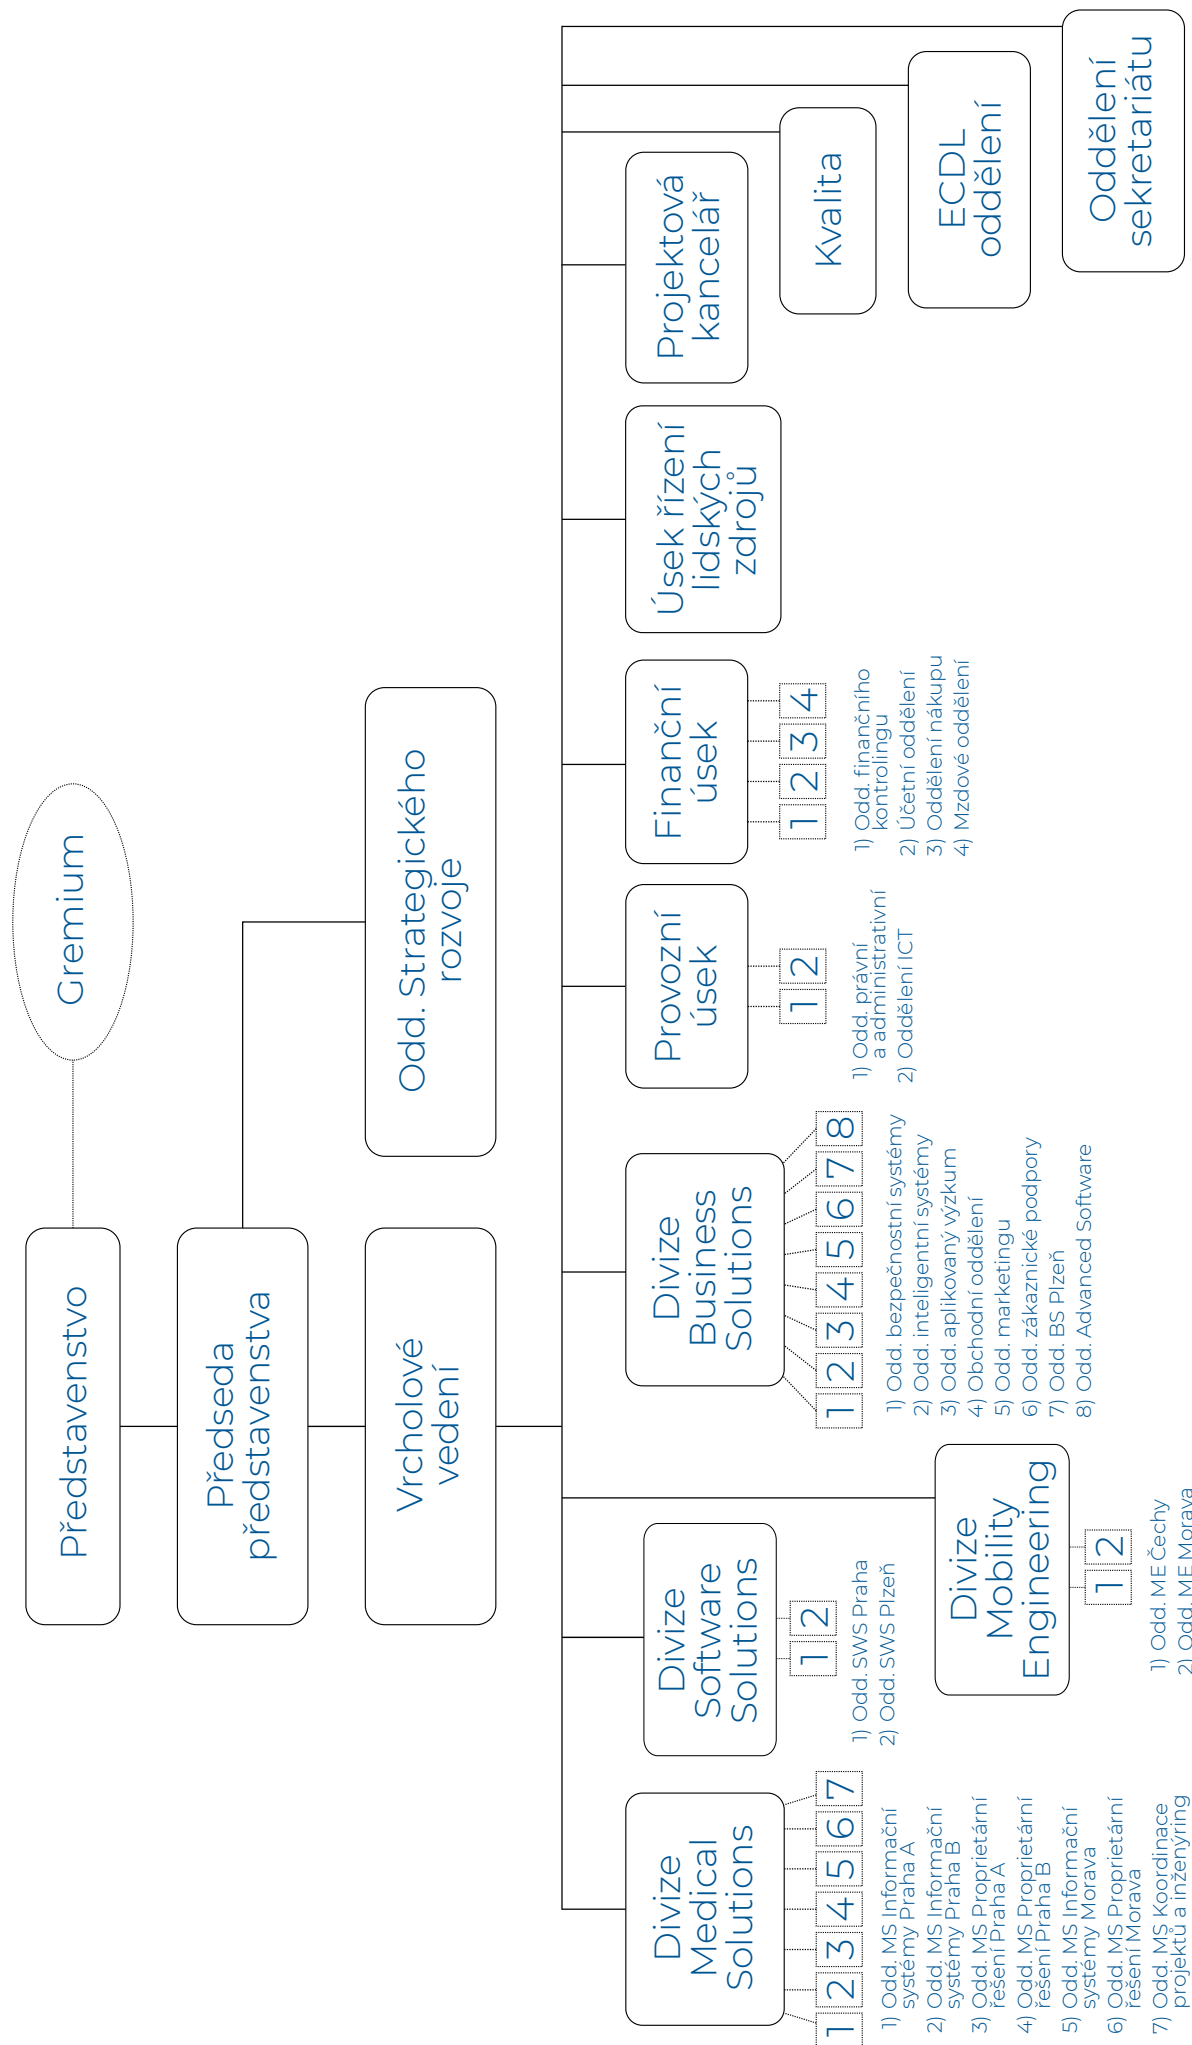 Gremium
Představenstvo
Předseda
představenstva
Odd. Strategického
rozvoje
Vrcholové
vedení
Divize
Medical
Solutions
1 2 3 4 5 6 7
1) Odd. MS Informační
systémy Praha A
2) Odd. MS Informační
systémy Praha B
3) Odd. MS Proprietární
řešení Praha A
4) Odd. MS Proprietární
řešení Praha B
5) Odd. MS Informační
systémy Morava
6) Odd. MS Proprietární
řešení Morava
7) Odd. MS Koordinace
projektů a inženýring
Divize
Software
Solutions
1 2
1) Odd. SWS Praha
2) Odd. SWS Plzeň
Divize
Mobility
Engineering
1 2
1) Odd. ME Čechy
2) Odd. ME Morava
Divize
Business
Solutions
1 2 3 4 5 6 7 8
1) Odd. bezpečnostní systémy
2) Odd. inteligentní systémy
3) Odd. aplikovaný výzkum
4) Obchodní oddělení
5) Odd. marketingu
6) Odd. zákaznické podpory
7) Odd. BS Plzeň
8) Odd. Advanced Software
Provozní
úsek
1 2
1) Odd. právní
a administrativní
2) Oddělení ICT
Finanční
úsek
1 2 3 4
1) Odd. finančního
kontrolingu
2) Účetní oddělení
3) Oddělení nákupu
4) Mzdové oddělení
Úsek řízení
lidských
zdrojů
Projektová
kancelář
Kvalita
ECDL
oddělení
Oddělení
sekretariátu